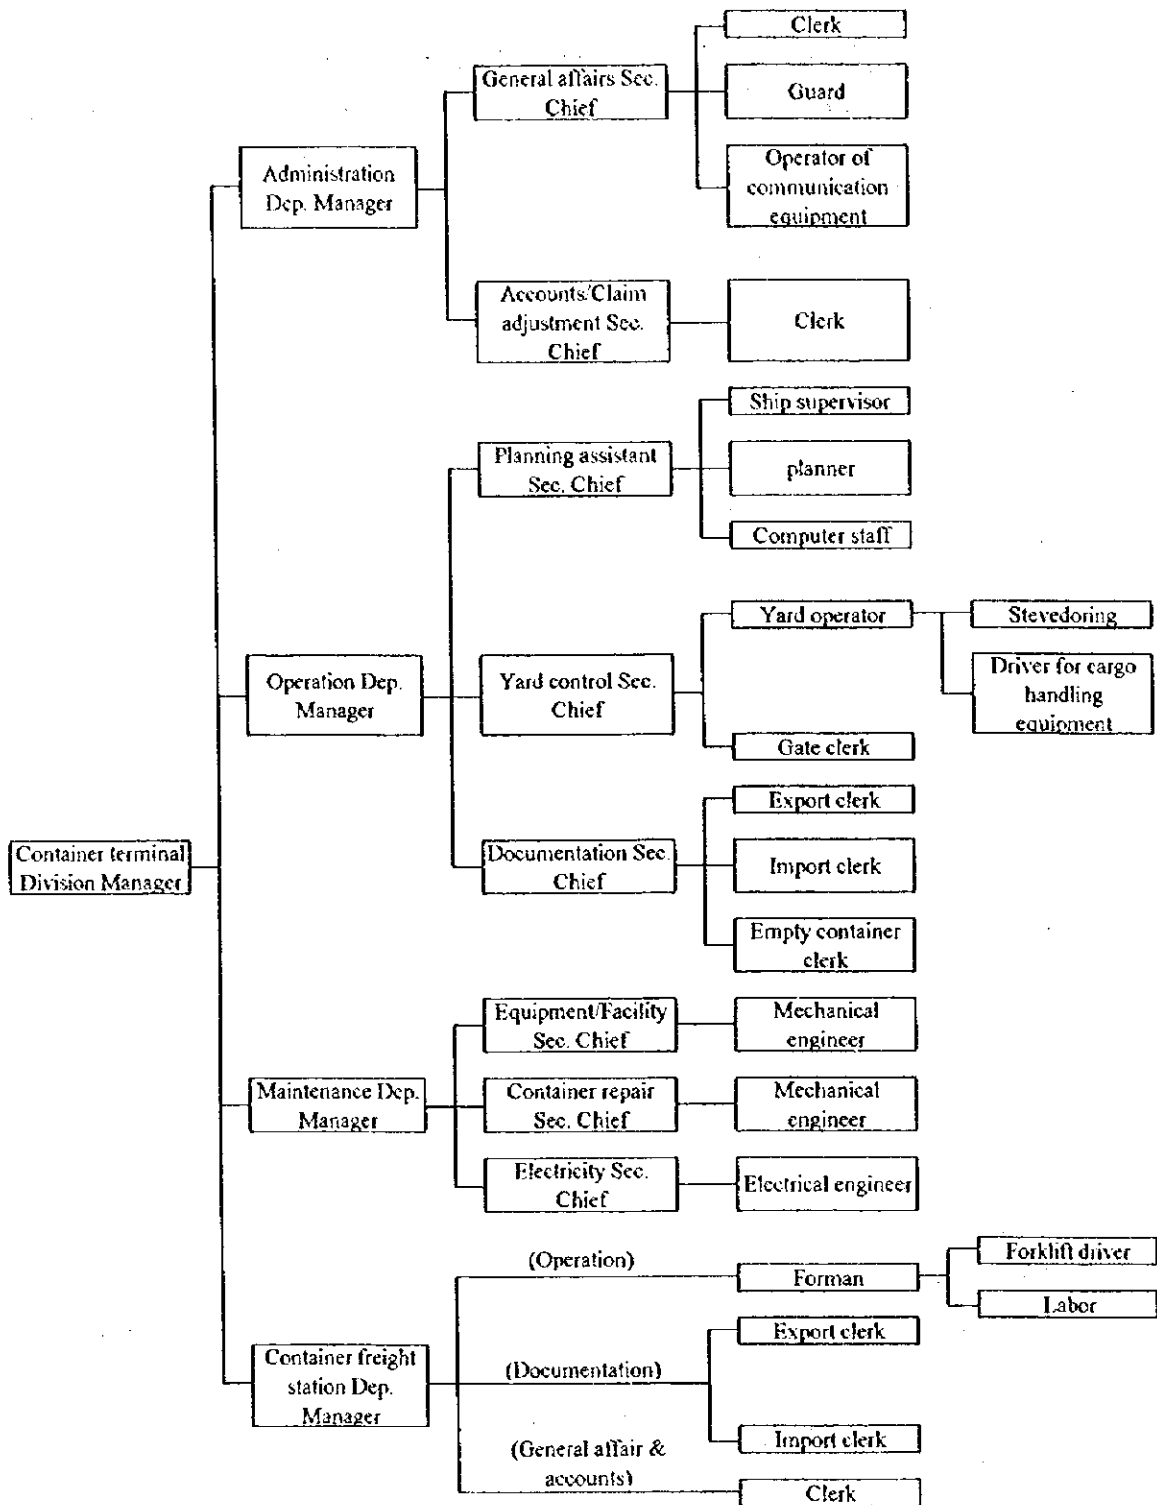 Clerk
General affairs Sec.
Chief
Guard
Operator of
communication
equipment
Administration
Dep. Manager
Accounts/Claim
adjustment Sec.
Chief
Clerk
Ship supervisor
Planning assistant
Sec. Chief
planner
Computer staff
Yard operator
Stevedoring
Operation Dep.
Manager
Yard control Sec.
Chief
Driver for cargo
handling
equipment
Gate clerk
Export clerk
Container terminal
Division Manager
Documentation Sec.
Chief
Import clerk
Empty container
clerk
Equipment/Facility
Sec. Chief
Mechanical
engineer
Maintenance Dep.
Manager
Container repair
Sec. Chief
Mechanical
engineer
Electricity Sec.
Chief
Electrical engineer
(Operation)
Forman
Forklift driver
Labor
Container freight
station Dep.
Manager
(Documentation)
Export clerk
Import clerk
(General affair &
accounts)
Clerk